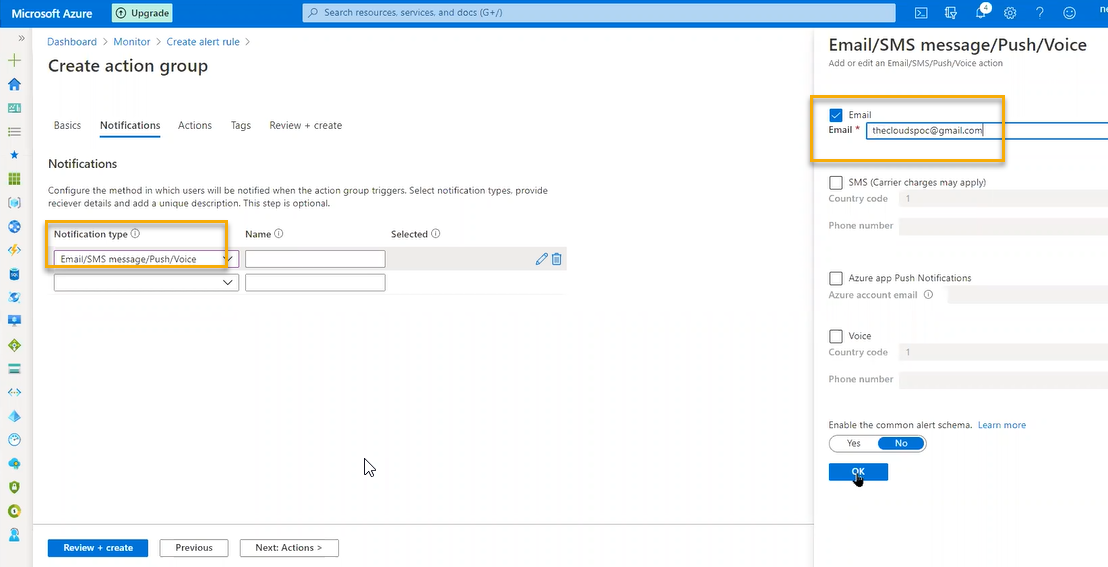 Microsoft Azure
Upgrade
Search resources, services, and docs (G+/)
4
Dashboard > Monitor > Create alert rule >
Create action group
Basics
Notifications
Actions
Tags
Review + create
Notifications
Configure the method in which users will be notified when the action group triggers. Select notification types, provide
reciever details and add a unique description. This step is optional.
Notification type
Name
Selected
Email/SMS message/Push/Voice
Review + create
Previous
Next: Actions >
Email/SMS message/Push/Voice
Add or edit an Email/SMS/Push/Voice action
Email
Email * thecloudspoc@gmail.com
SMS (Carrier charges may apply)
Country code 1
Phone number
Azure app Push Notifications
Azure account email
Voice
Country code 1
Phone number
Enable the common alert schema. Learn more
Yes No
OK